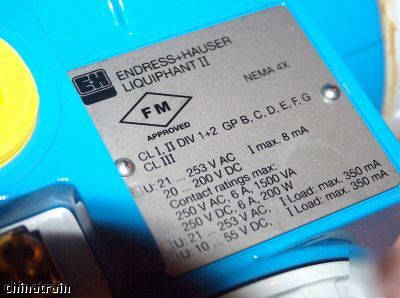 E+H
ENDRESS+HAUSER
LIQUIPHANT II
NEMA 4X
FM
APPROVED
CL I, II DIV 1+2 GP B, C, D, E, F, G
CL III
U: 21 ... 253 V AC I max. 8 mA
20 ... 200 V DC
Contact ratings max:
250 V AC, 6 A, 1500 VA
250 V DC, 6 A, 200 W
U: 21 ... 253 V AC, I Load: max. 350 mA
U: 10 ... 55 V DC, I Load: max. 350 mA
chinatrain